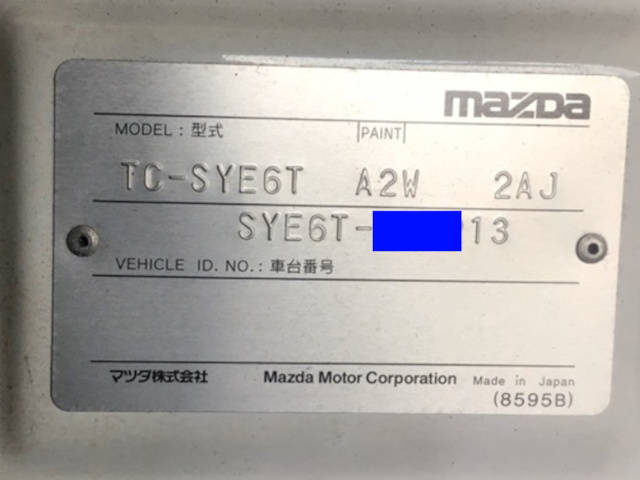 mazda
MODEL : 型式 PAINT
TC-SYE6T A2W 2AJ
SYE6T- 13
VEHICLE ID. NO. : 車台番号
マツダ株式会社 Mazda Motor Corporation Made in Japan
(8595B)